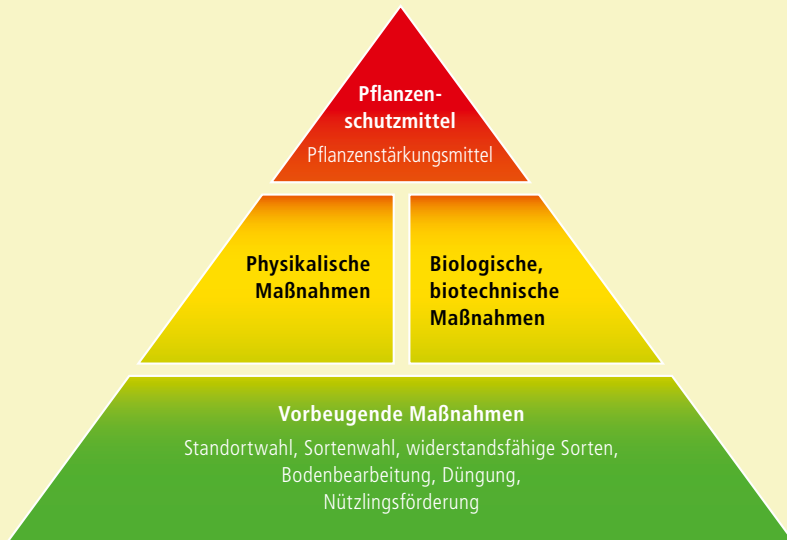 Pflanzen-
schutzmittel
Pflanzenstärkungsmittel
Physikalische
Maßnahmen
Biologische,
biotechnische
Maßnahmen
Vorbeugende Maßnahmen
Standortwahl, Sortenwahl, widerstandsfähige Sorten,
Bodenbearbeitung, Düngung,
Nützlingsförderung